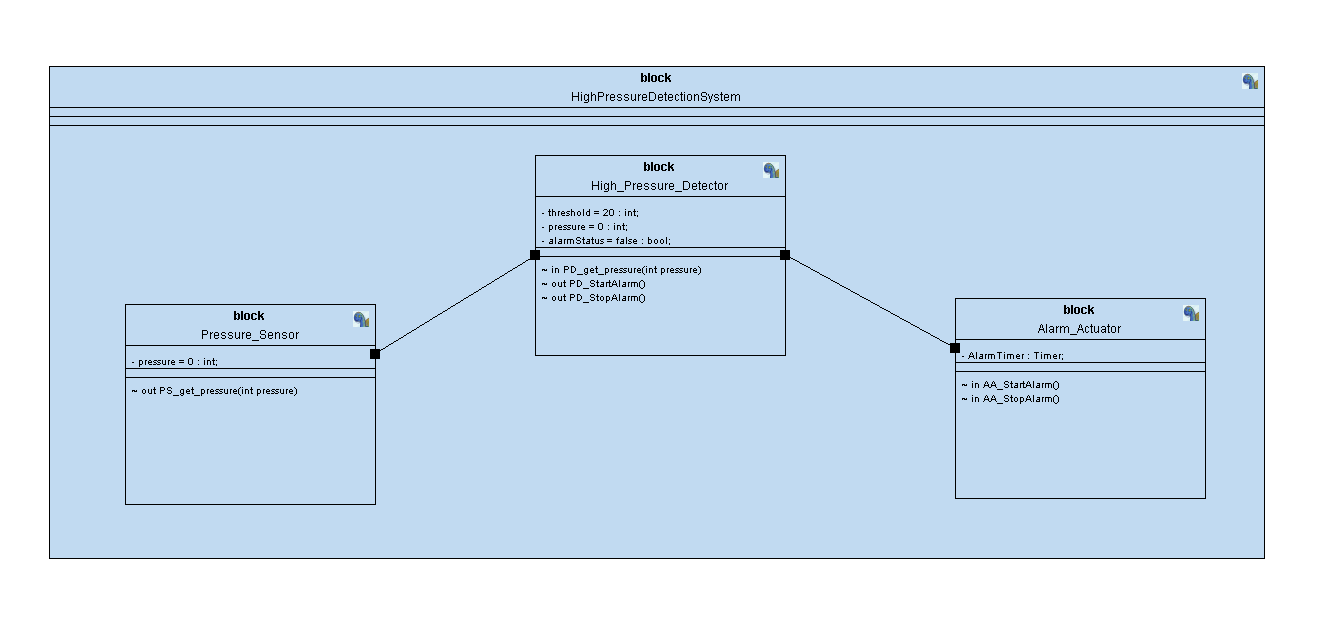 block
HighPressureDetectionSystem
block
High_Pressure_Detector
- threshold = 20 : int;
- pressure = 0 : int;
- alarmStatus = false : bool;
~ in PD_get_pressure(int pressure)
~ out PD_StartAlarm()
~ out PD_StopAlarm()
block
Pressure_Sensor
- pressure = 0 : int;
~ out PS_get_pressure(int pressure)
block
Alarm_Actuator
- AlarmTimer : Timer;
~ in AA_StartAlarm()
~ in AA_StopAlarm()